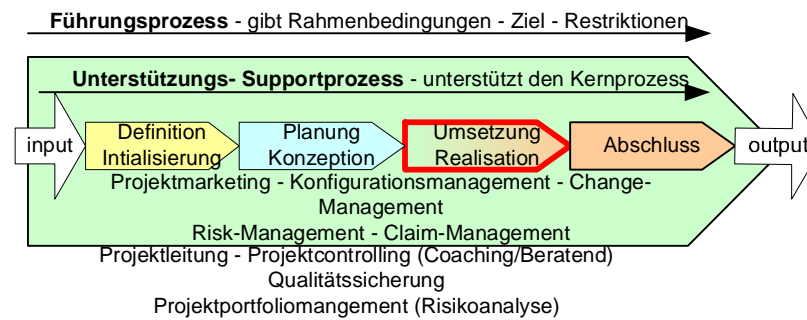 Führungsprozess - gibt Rahmenbedingungen - Ziel - Restriktionen
Unterstützungs- Supportprozess - unterstützt den Kernprozess
input
Definition
Intialisierung
Planung
Konzeption
Umsetzung
Realisation
Abschluss
output
Projektmarketing - Konfigurationsmanagement - Change-
Management
Risk-Management - Claim-Management
Projektleitung - Projektcontrolling (Coaching/Beratend)
Qualitätssicherung
Projektportfoliomangement (Risikoanalyse)